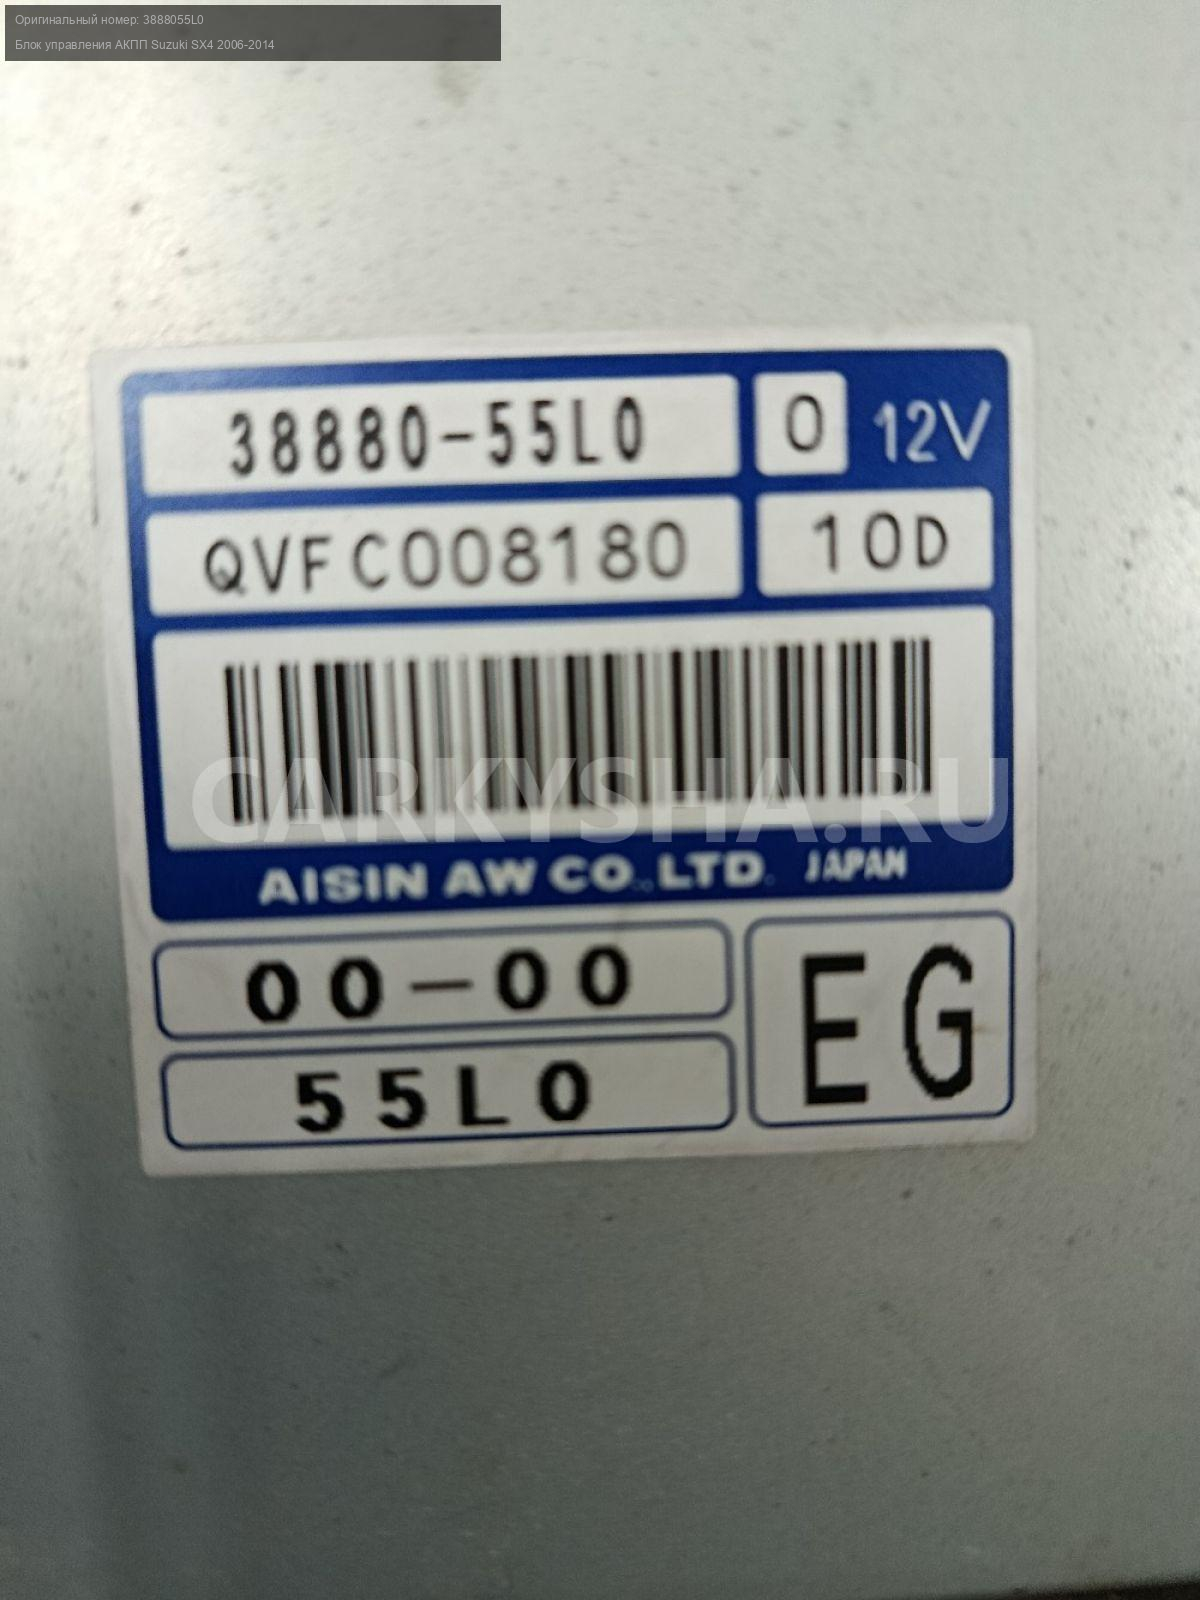 Оригинальный номер: 3888055L0
Блок управления АКПП Suzuki SX4 2006-2014
38880-55L0 0 12V
QVFC008180 10D
CARKYSHA.RU
AISIN AW CO.,LTD. JAPAN
00-00
55L0
EG